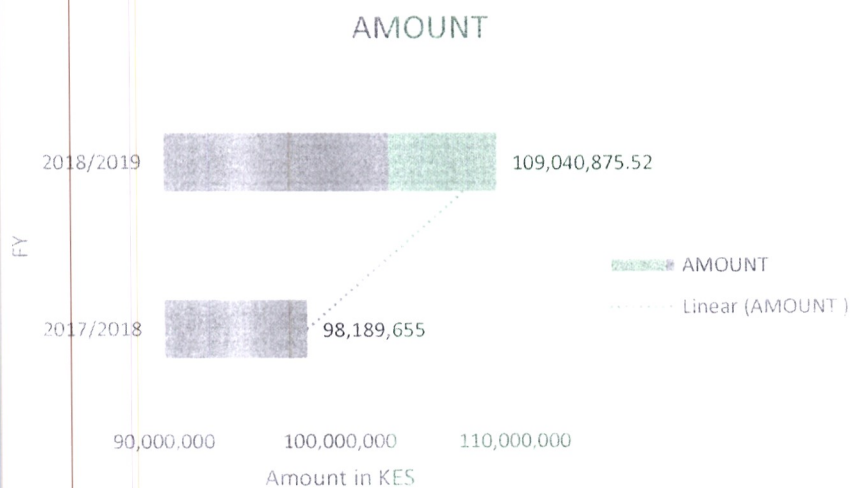 AMOUNT
2018/2019
109,040,875.52
FY
AMOUNT
Linear (AMOUNT )
2017/2018
98,189,655
90,000,000
100,000,000
110,000,000
Amount in KES